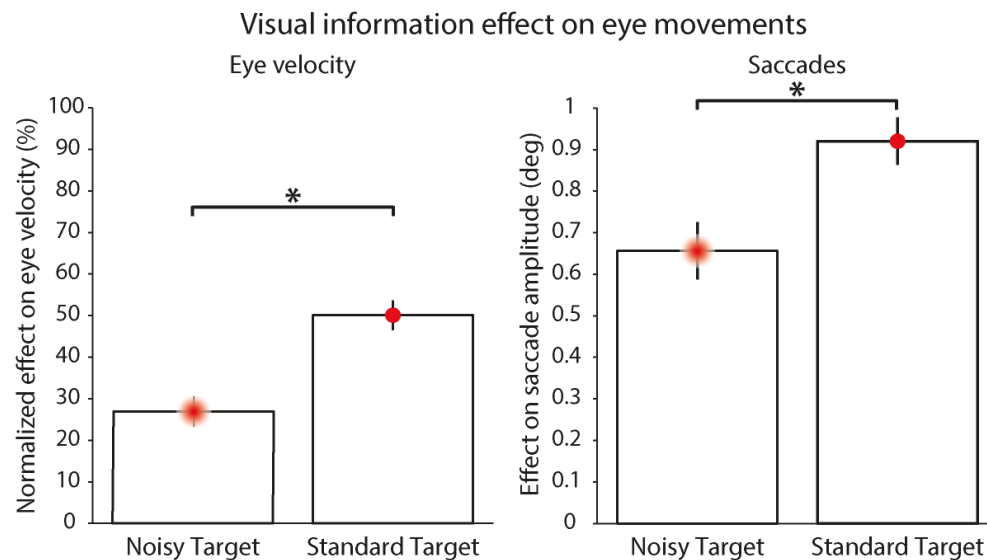 Visual information effect on eye movements
Eye velocity
Normalized effect on eye velocity (%)
100
90
80
70
60
50
40
30
20
10
0
*
Noisy Target
Standard Target
Saccades
Effect on saccade amplitude (deg)
1
0.9
0.8
0.7
0.6
0.5
0.4
0.3
0.2
0.1
0
*
Noisy Target
Standard Target